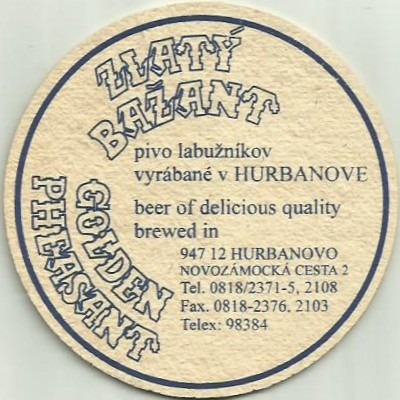 ZLATÝ
BAŽANT
pivo labužníkov
vyrábané v HURBANOVE
GOLDEN
PHEASANT
beer of delicious quality
brewed in
947 12 HURBANOVO
NOVOZÁMOCKÁ CESTA 2
Tel. 0818/2371-5, 2108
Fax. 0818-2376, 2103
Telex: 98384